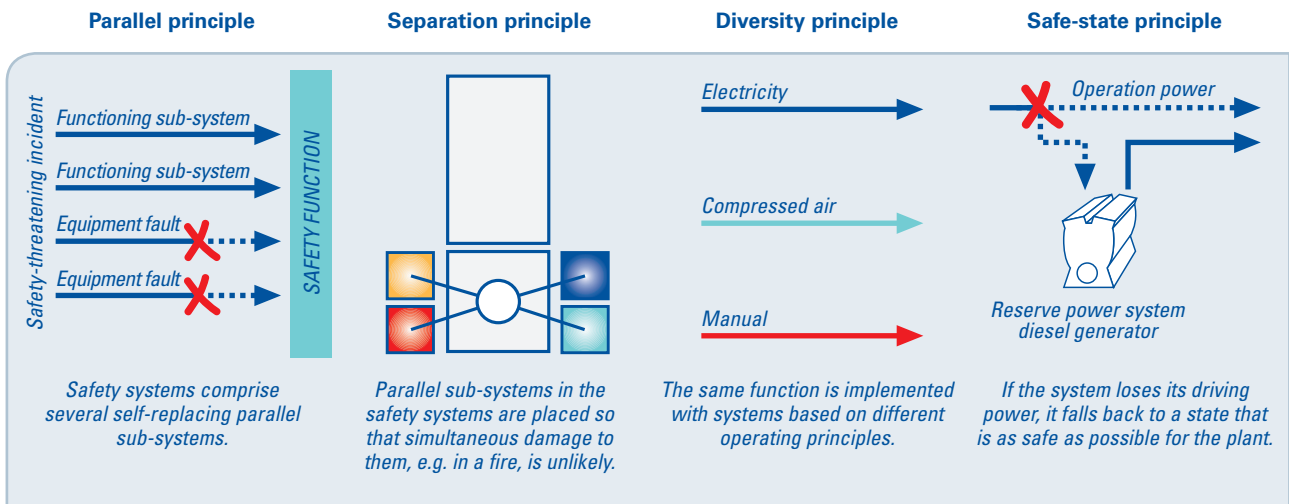 Parallel principle
Safety-threatening incident
Functioning sub-system
Functioning sub-system
Equipment fault
Equipment fault
SAFETY FUNCTION
Safety systems comprise
several self-replacing parallel
sub-systems.
Separation principle
Parallel sub-systems in the
safety systems are placed so
that simultaneous damage to
them, e.g. in a fire, is unlikely.
Diversity principle
Electricity
Compressed air
Manual
The same function is implemented
with systems based on different
operating principles.
Safe-state principle
Operation power
Reserve power system
diesel generator
If the system loses its driving
power, it falls back to a state that
is as safe as possible for the plant.